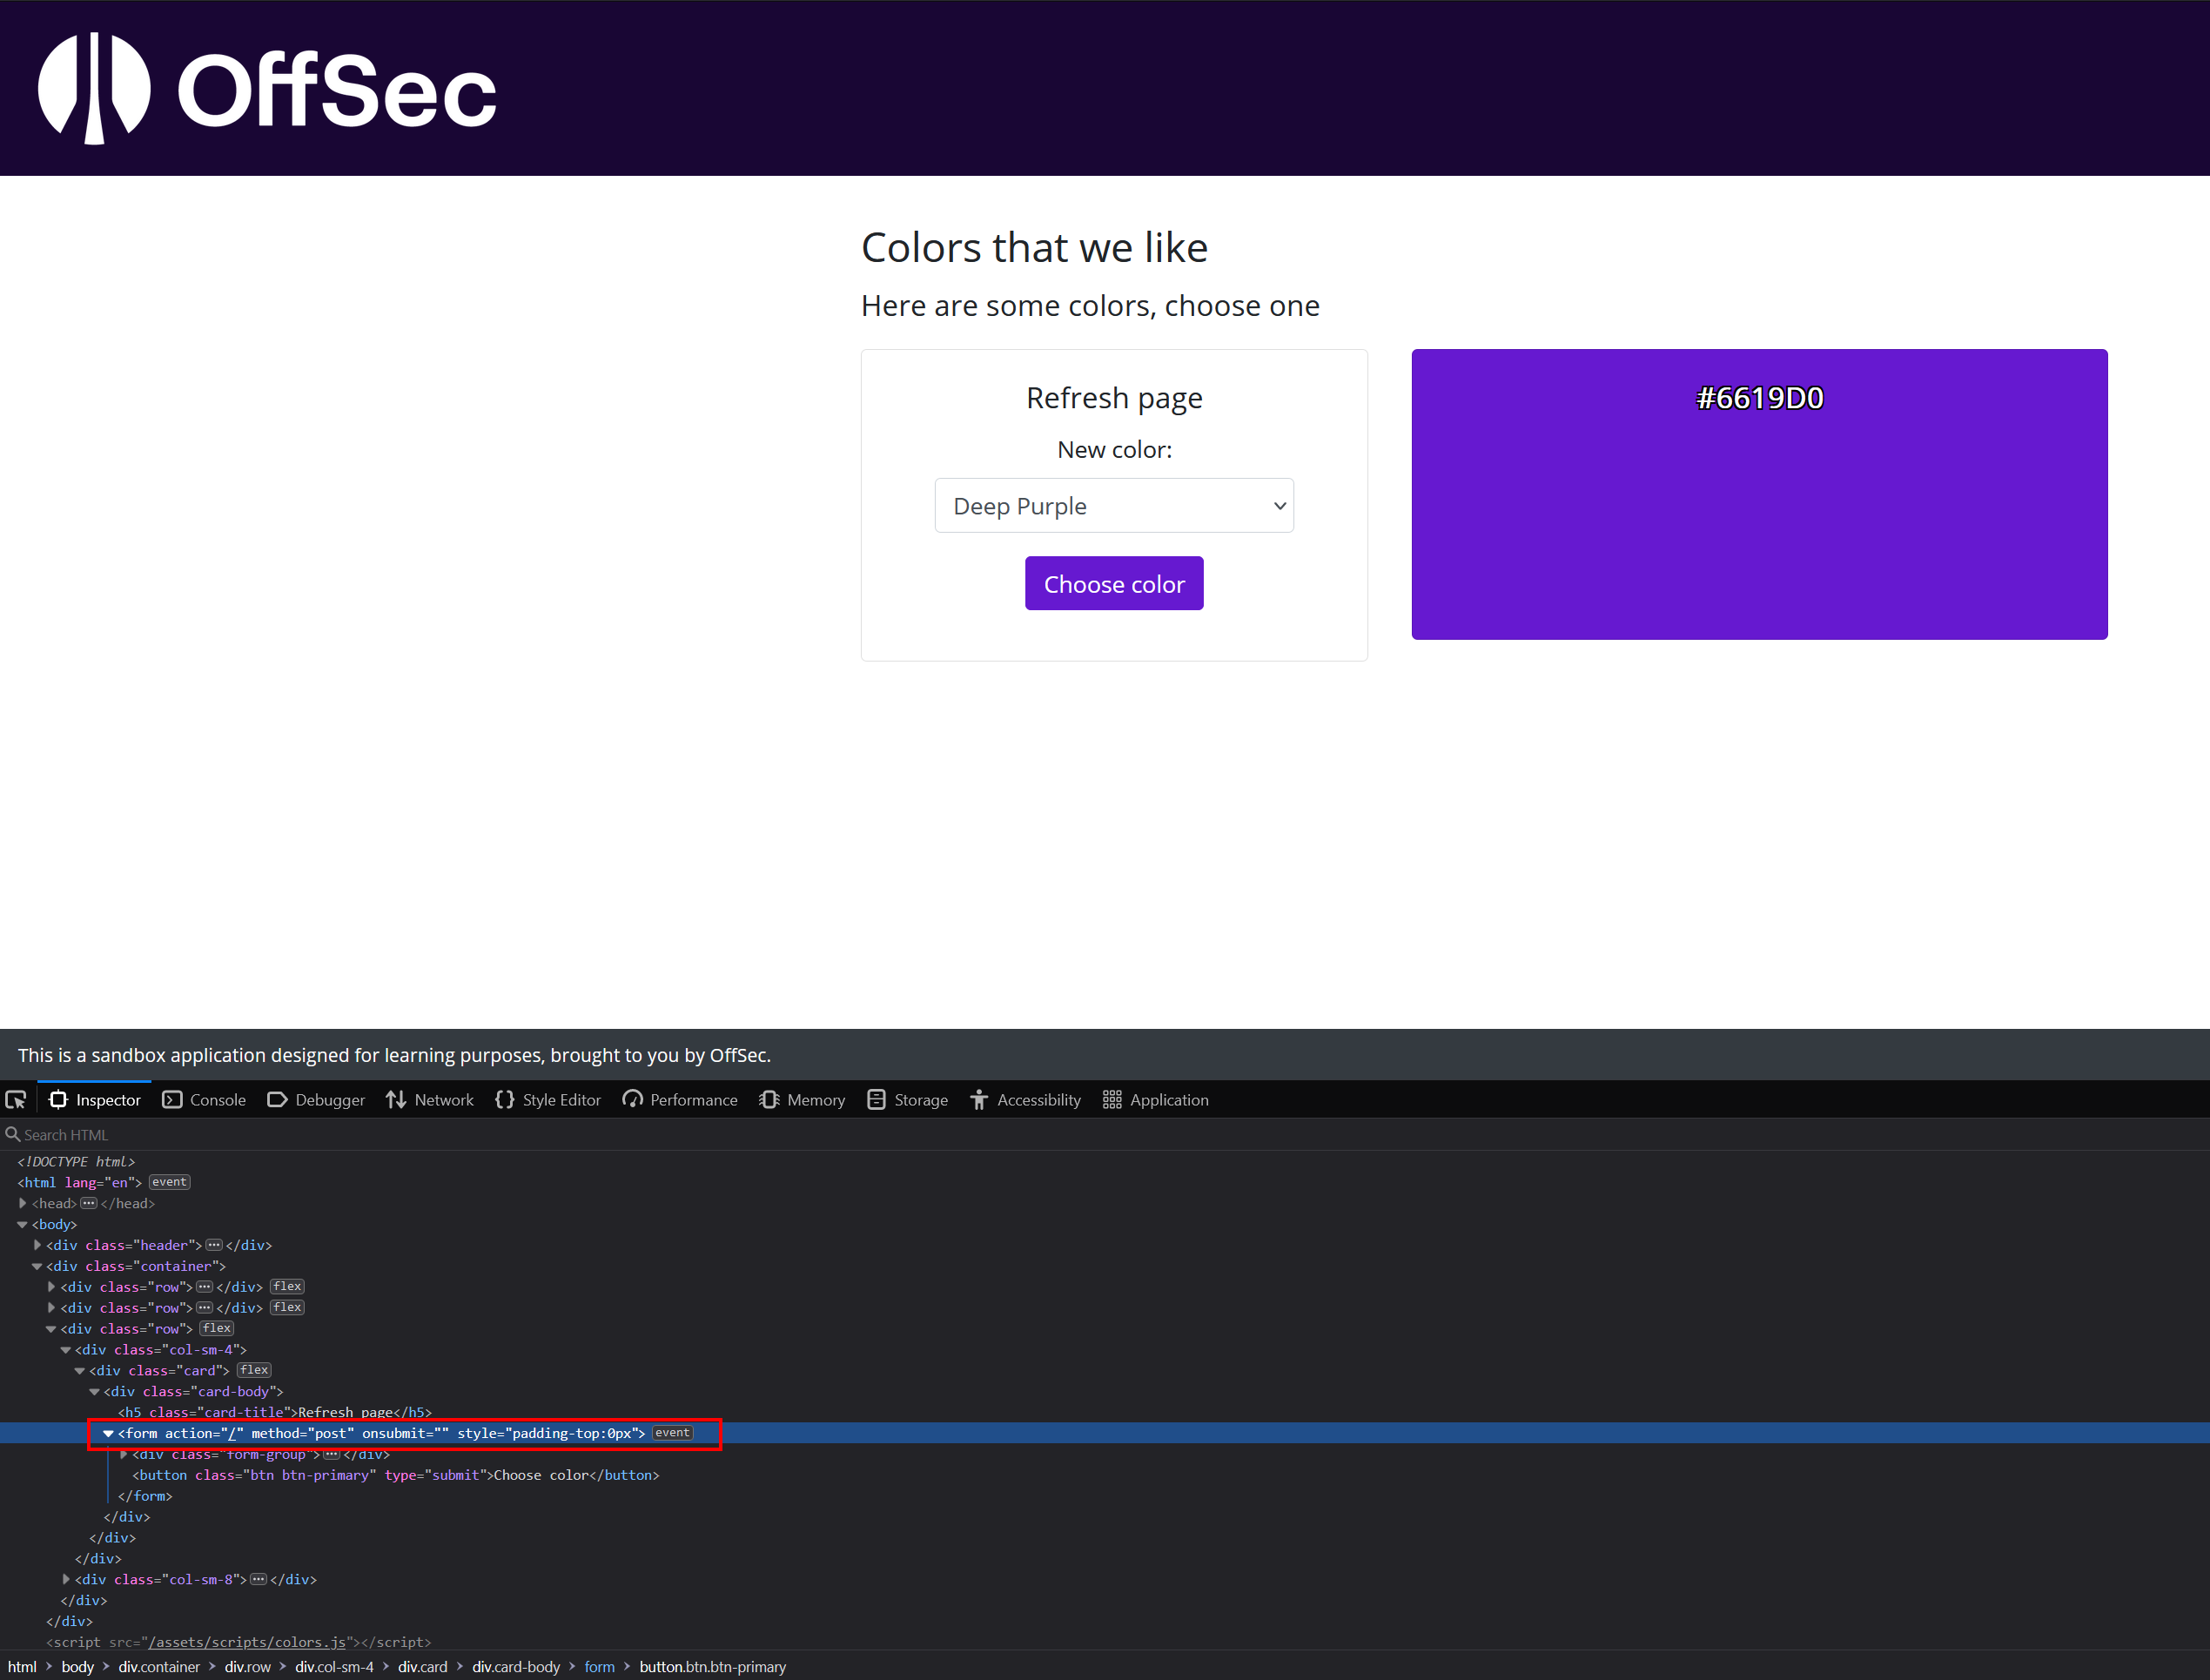 OffSec
Colors that we like
Here are some colors, choose one
Refresh page
New color:
Deep Purple
Choose color
#6619D0
This is a sandbox application designed for learning purposes, brought to you by OffSec.
Inspector Console Debugger Network Style Editor Performance Memory Storage Accessibility Application
Search HTML
<!DOCTYPE html>
<html lang="en"> event
<head>···</head>
<body>
<div class="header">···</div>
<div class="container">
<div class="row">···</div> flex
<div class="row">···</div> flex
<div class="row"> flex
<div class="col-sm-4">
<div class="card"> flex
<div class="card-body">
<h5 class="card-title">Refresh page</h5>
<form action="/" method="post" onsubmit="" style="padding-top:0px"> event
<div class="form-group">···</div>
<button class="btn btn-primary" type="submit">Choose color</button>
</form>
</div>
</div>
</div>
<div class="col-sm-8">···</div>
</div>
</div>
<script src="/assets/scripts/colors.js"></script>
html > body > div.container > div.row > div.col-sm-4 > div.card > div.card-body > form > button.btn.btn-primary